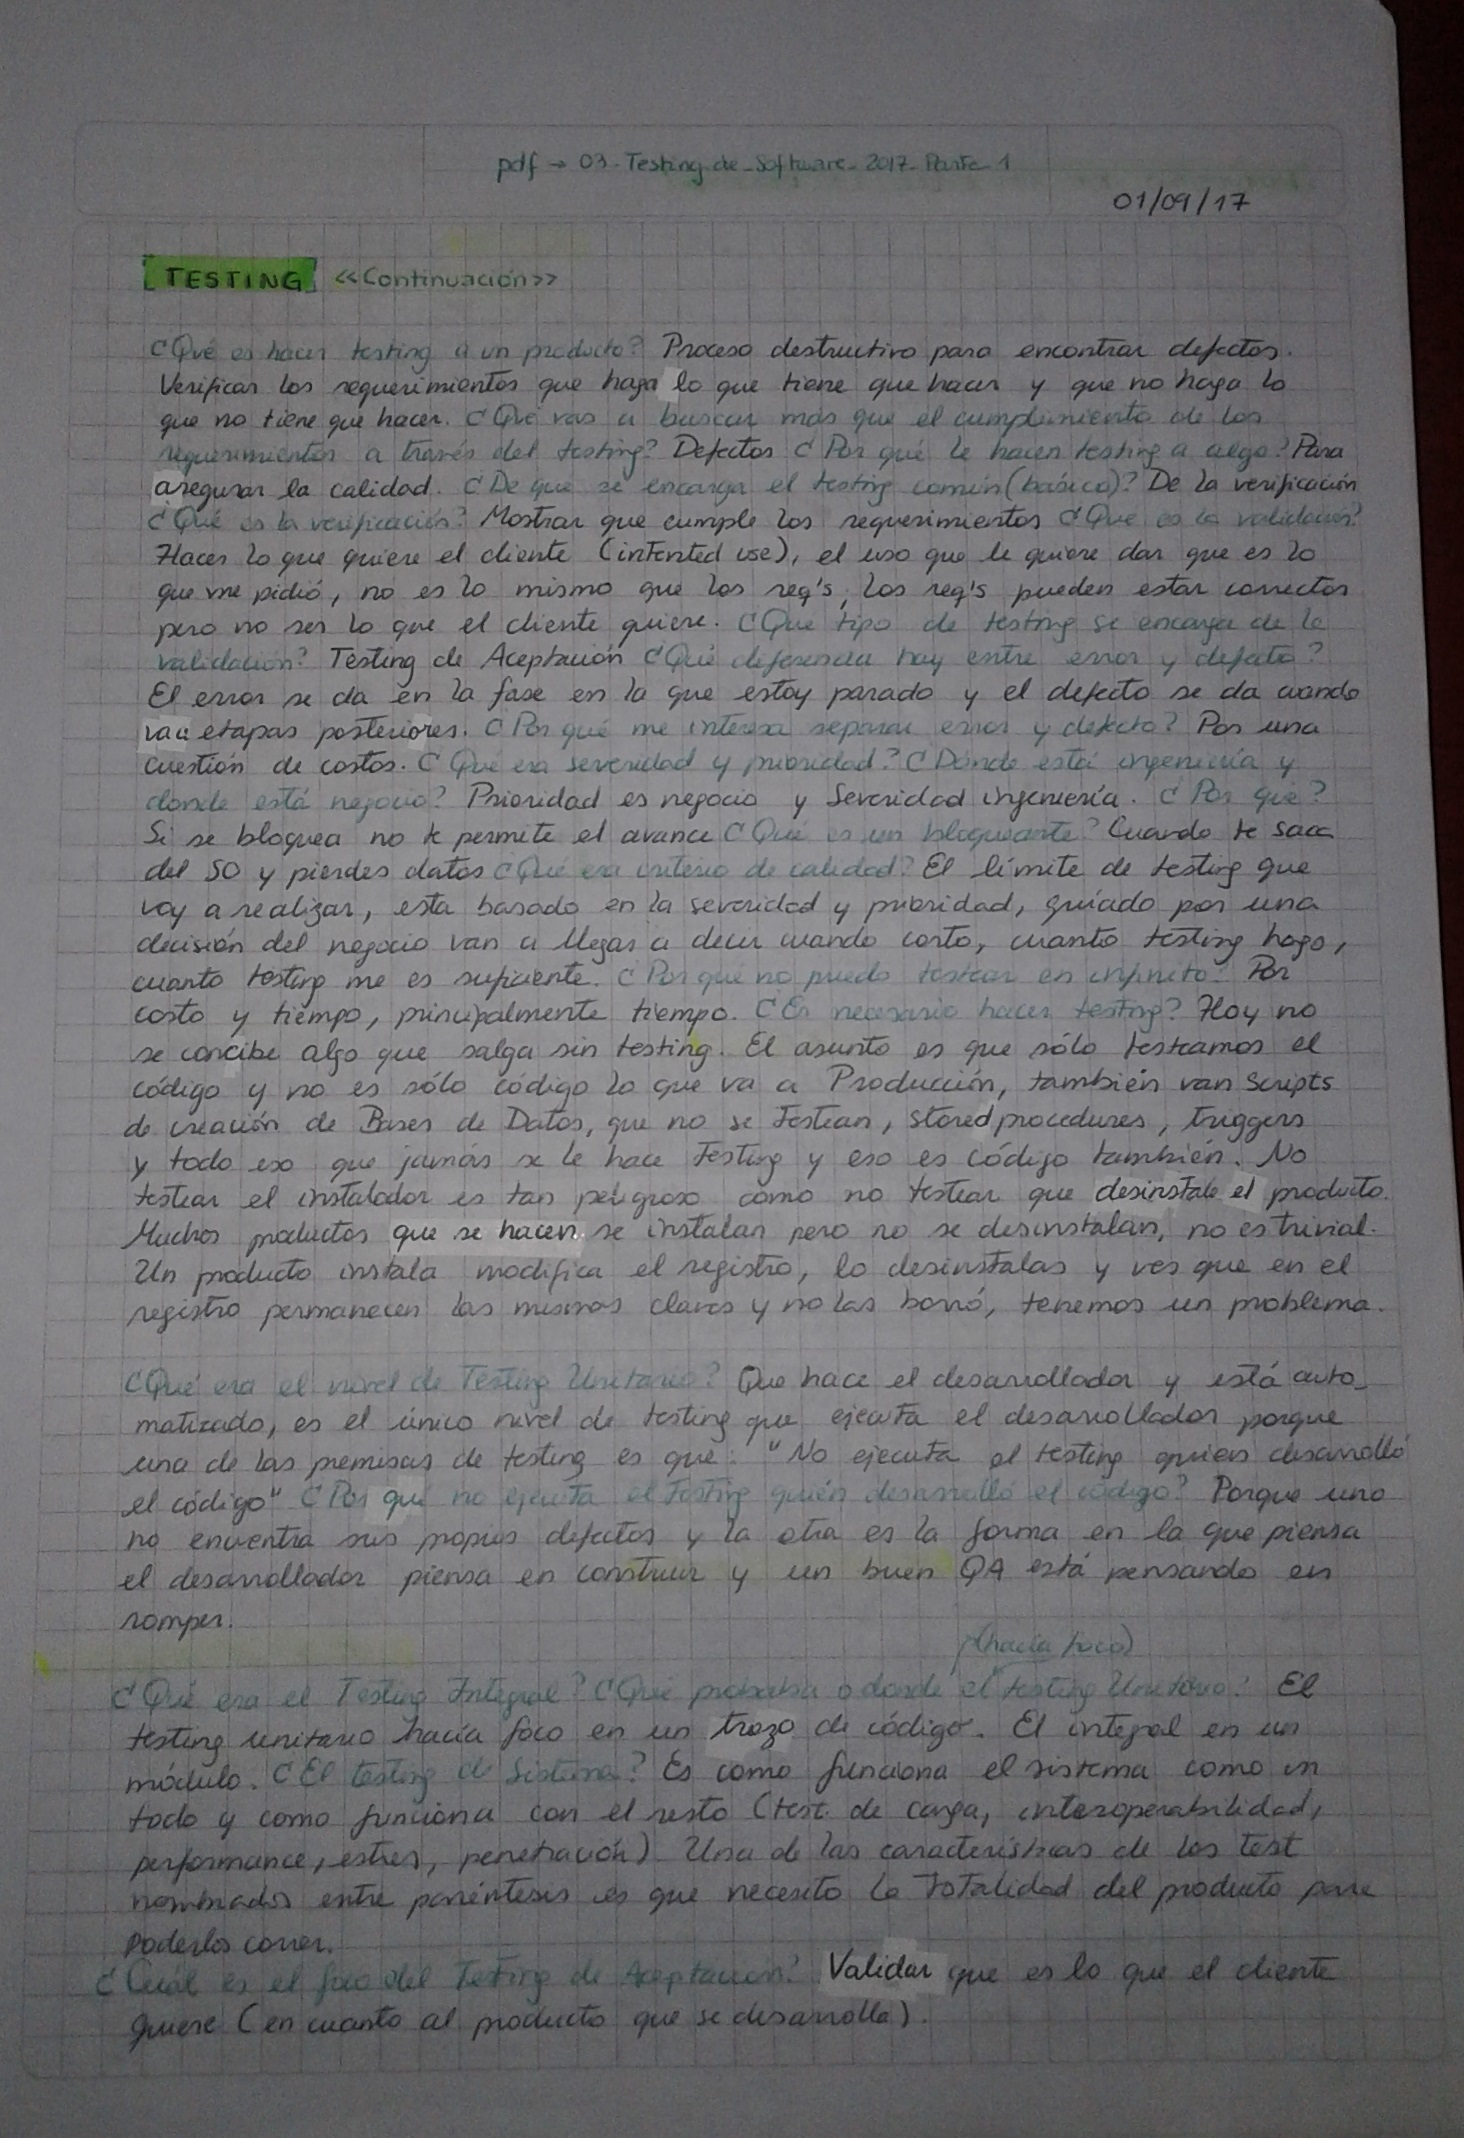 pdf → 03-Testing-de-Software-2017-Parte 1
01/09/17
[TESTING] <<Continuación>>
¿Qué es hacer testing a un producto? Proceso destructivo para encontrar defectos.
Verificar los requerimientos que haga lo que tiene que hacer y que no haga lo
que no tiene que hacer. ¿Qué vas a buscar más que el cumplimiento de los
requerimientos a través del testing? Defectos ¿Por qué le hacen testing a algo? Para
asegurar la calidad. ¿De que se encarga el testing común (básico)? De la verificación
¿Qué es la verificación? Mostrar que cumple los requerimientos ¿Qué es la validación?
Hacer lo que quiere el cliente (intented use), el uso que le quiere dar que es lo
que me pidió, no es lo mismo que los req's, los req's pueden estar correctos
pero no ser lo que el cliente quiere. ¿Que tipo de testing se encarga de la
validación? Testing de Aceptación ¿Qué diferencia hay entre error y defecto?
El error se da en la fase en la que estoy parado y el defecto se da cuando
va a etapas posteriores. ¿Por qué me interesa separar error y defecto? Por una
cuestión de costos. ¿Qué era severidad y prioridad? ¿Dónde está ingeniería y
donde está negocio? Prioridad es negocio y Severidad ingeniería. ¿Por que?
Si se bloquea no te permite el avance ¿Qué es un bloqueante? Cuando te saca
del SO y pierdes datos ¿Qué era criterio de calidad? El límite de testing que
voy a realizar, esta basado en la severidad y prioridad, guiado por una
decisión del negocio van a llegar a decir cuando corto, cuanto testing hago,
cuanto testing me es suficiente. ¿Por qué no puedo testear en infinito? Por
costo y tiempo, principalmente tiempo. ¿Es necesario hacer testing? Hoy no
se concibe algo que salga sin testing. El asunto es que sólo testeamos el
código y no es sólo código lo que va a Producción, también van scripts
de creación de Bases de Datos, que no se testean, stored procedures, triggers
y todo eso que jamás se le hace testing y eso es código también. No
testear el instalador es tan peligroso como no testear que desinstale el producto.
Muchos productos que se hacen se instalan pero no se desinstalan, no es trivial.
Un producto instala modifica el registro, lo desinstalas y ves que en el
registro permanecen las mismas claves y no las borró, tenemos un problema.
¿Qué era el nivel de Testing Unitario? Que hace el desarrollador y está auto_
matizado, es el único nivel de testing que ejecuta el desarrollador porque
una de las premisas de testing es que: "No ejecuta el testing quien desarrolló
el código" ¿Por qué no ejecuta el testing quién desarrolló el código? Porque uno
no encuentra sus propios defectos y la otra es la forma en la que piensa
el desarrollador piensa en construir y un buen QA está pensando en
romper.
(hacía foco)
¿Qué era el Testing Integral? ¿Qué probaba o donde el testing Unitario? El
testing unitario hacía foco en un trozo de código. El integral en un
módulo. ¿El testing de Sistema? Es como funciona el sistema como un
todo y como funciona con el resto (test. de carga, interoperabilidad,
performance, estres, penetración). Una de las características de los test
nombrados entre paréntesis es que necesito la totalidad del producto para
poderlos correr.
¿Cuál es el foco del Testing de Aceptación? Validar que es lo que el cliente
quiere (en cuanto al producto que se desarrolla).